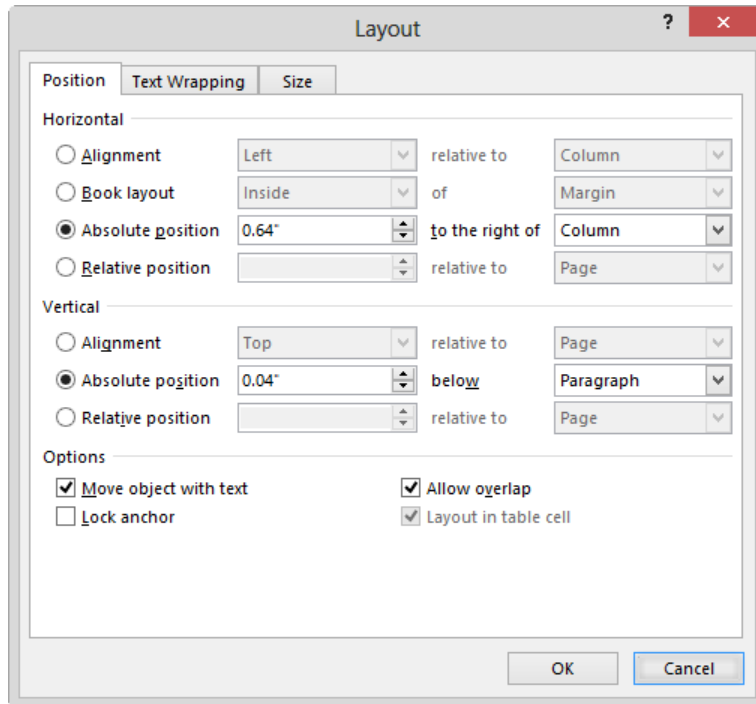 Layout ?
Position Text Wrapping Size
Horizontal
Alignment Left relative to Column
Book layout Inside of Margin
Absolute position 0.64" to the right of Column
Relative position relative to Page
Vertical
Alignment Top relative to Page
Absolute position 0.04" below Paragraph
Relative position relative to Page
Options
Move object with text Allow overlap
Lock anchor Layout in table cell
OK Cancel